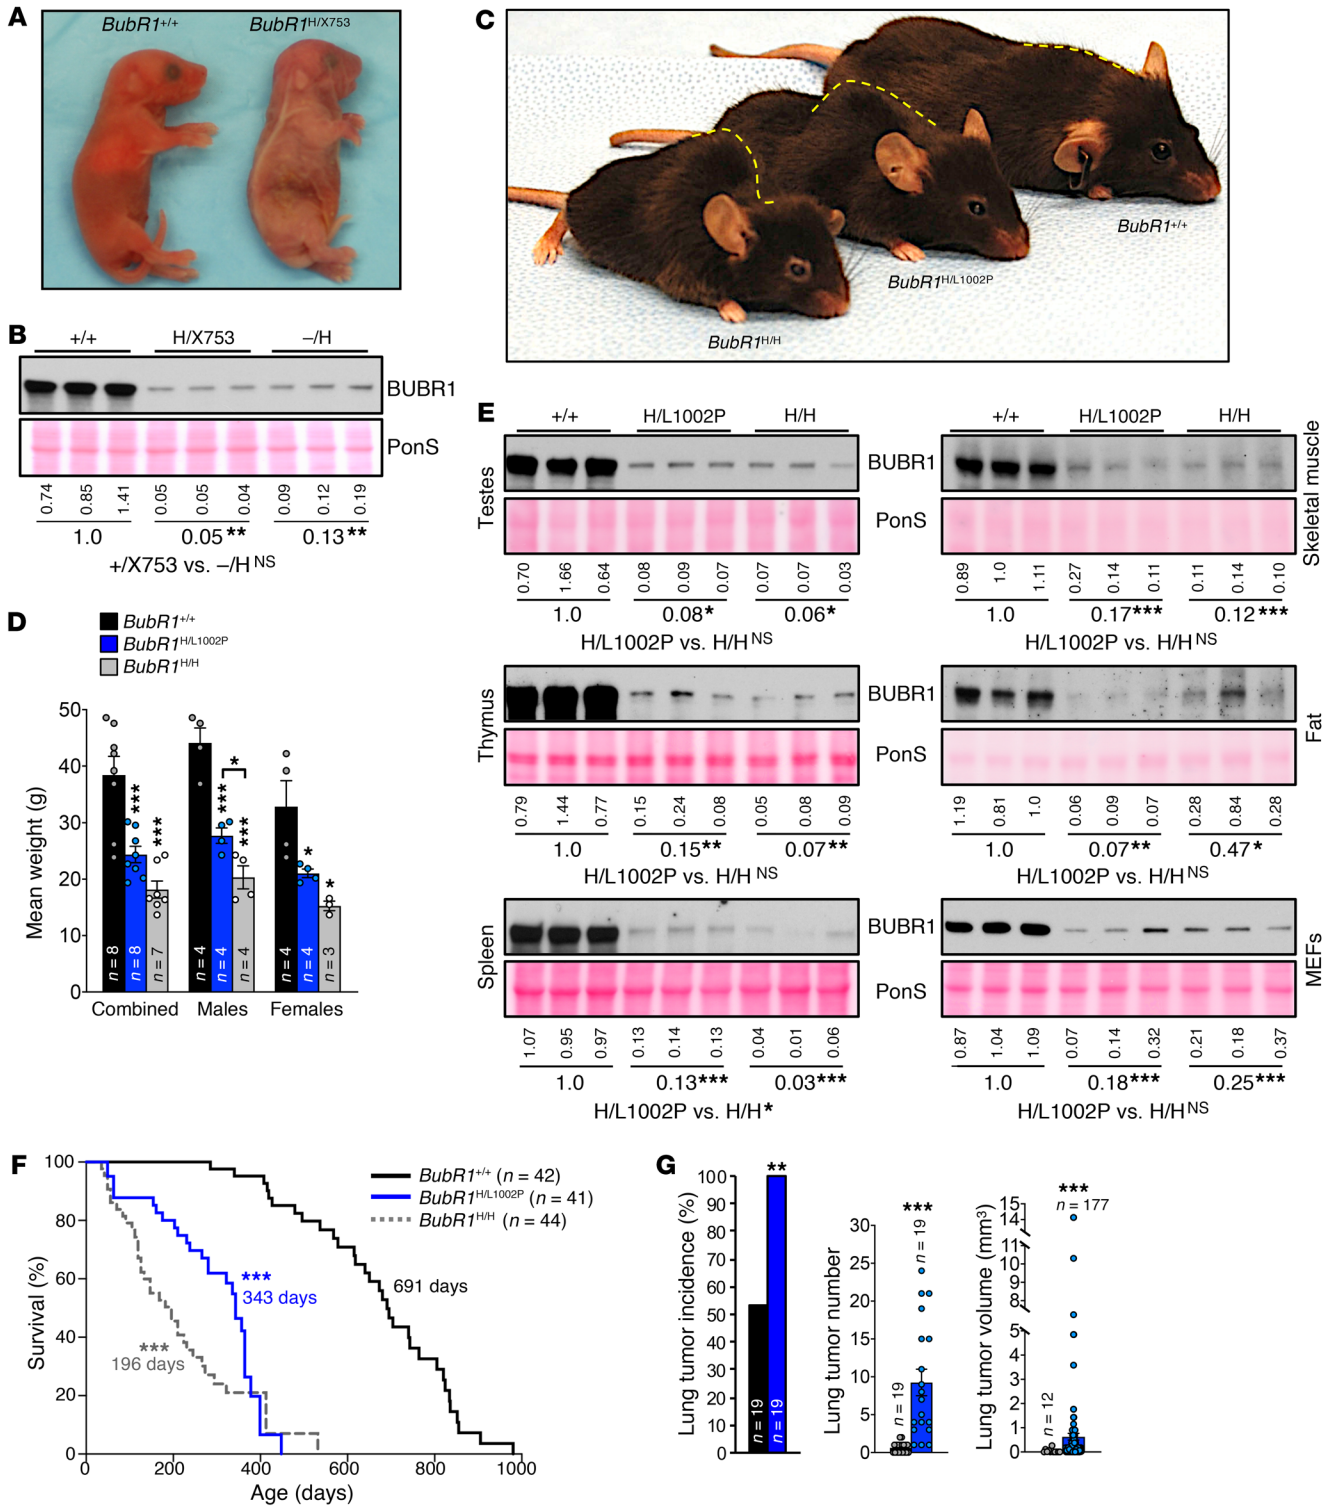 A
BubR1+/+ BubR1H/X753
B
+/+ H/X753 –/H
BUBR1
PonS
0.74 0.85 1.41 0.05 0.05 0.04 0.09 0.12 0.19
1.0 0.05** 0.13**
+/X753 vs. –/H NS
C
BubR1+/+
BubR1H/L1002P
BubR1H/H
D
BubR1+/+
BubR1H/L1002P
BubR1H/H
Mean weight (g)
50
40
30
20
10
0
*** *** *** * *** * *
n = 8 n = 8 n = 7 n = 4 n = 4 n = 4 n = 4 n = 4 n = 3
Combined Males Females
E
+/+ H/L1002P H/H
Testes
BUBR1
PonS
0.70 1.66 0.64 0.08 0.09 0.07 0.07 0.07 0.03
1.0 0.08* 0.06*
H/L1002P vs. H/H NS
+/+ H/L1002P H/H
Skeletal muscle
0.89 1.0 1.11 0.27 0.14 0.11 0.11 0.14 0.10
1.0 0.17*** 0.12***
H/L1002P vs. H/H NS
Thymus
BUBR1
PonS
0.79 1.44 0.77 0.15 0.24 0.08 0.05 0.08 0.09
1.0 0.15** 0.07**
H/L1002P vs. H/H NS
Fat
1.19 0.81 1.0 0.06 0.09 0.07 0.28 0.84 0.28
1.0 0.07** 0.47*
H/L1002P vs. H/H NS
Spleen
BUBR1
PonS
1.07 0.95 0.97 0.13 0.14 0.13 0.04 0.01 0.06
1.0 0.13*** 0.03***
H/L1002P vs. H/H*
MEFs
0.87 1.04 1.09 0.07 0.14 0.32 0.21 0.18 0.37
1.0 0.18*** 0.25***
H/L1002P vs. H/H NS
F
Survival (%)
100
80
60
40
20
0
BubR1+/+ (n = 42)
BubR1H/L1002P (n = 41)
BubR1H/H (n = 44)
691 days
***
343 days
***
196 days
0 200 400 600 800 1000
Age (days)
G
Lung tumor incidence (%)
100
90
80
70
60
50
40
30
20
10
0
**
n = 19 n = 19
Lung tumor number
30
25
20
15
10
5
0
***
n = 19 n = 19
Lung tumor volume (mm3)
15
14
11
10
8
5
4
3
2
1
0
***
n = 177
n = 12